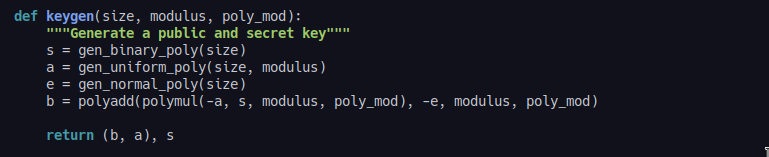 def keygen(size, modulus, poly_mod):
    """Generate a public and secret key"""
    s = gen_binary_poly(size)
    a = gen_uniform_poly(size, modulus)
    e = gen_normal_poly(size)
    b = polyadd(polymul(-a, s, modulus, poly_mod), -e, modulus, poly_mod)
    return (b, a), s